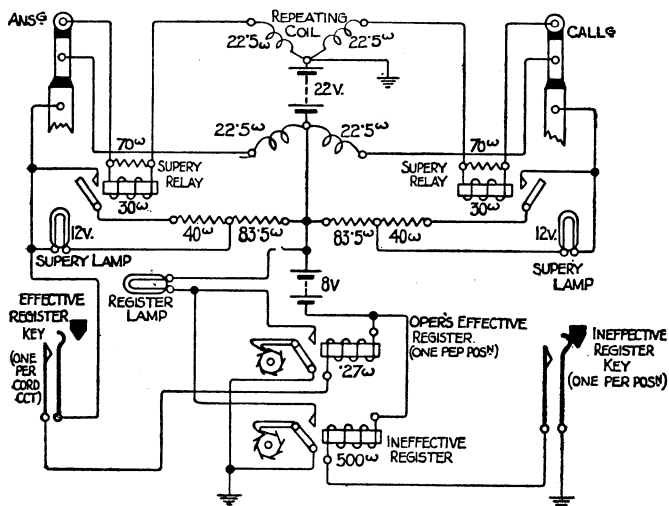 ANSG
REPEATING
COIL
CALLG
22·5ω
22·5ω
22V.
22·5ω
22·5ω
70ω
SUPERY
RELAY
30ω
70ω
SUPERY
RELAY
30ω
12V.
SUPERY LAMP
40ω
83·5ω
83·5ω
40ω
12V.
SUPERY
LAMP
REGISTER
LAMP
8V
EFFECTIVE
REGISTER
KEY
(ONE
PER
CORD
CCT)
OPER'S EFFECTIVE
REGISTER.
(ONE PER POSN)
·27ω
INEFFECTIVE
REGISTER
KEY
(ONE PER POSN)
INEFFECTIVE
REGISTER
500ω